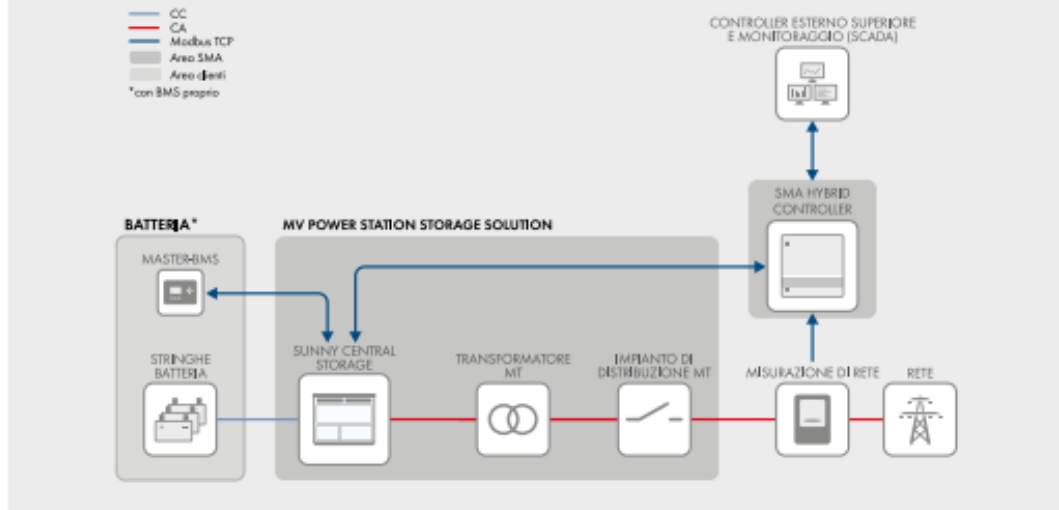 CC
CA
Modbus TCP
Area SMA
Area clienti
*con BMS proprio
CONTROLLER ESTERNO SUPERIORE
E MONITORAGGIO (SCADA)
SMA HYBRID
CONTROLLER
BATTERIA*
MV POWER STATION STORAGE SOLUTION
MASTER-BMS
STRINGHE
BATTERIA
SUNNY CENTRAL
STORAGE
TRANSFORMATORE
MT
IMPIANTO DI
DISTRIBUZIONE MT
MISURAZIONE DI RETE
RETE